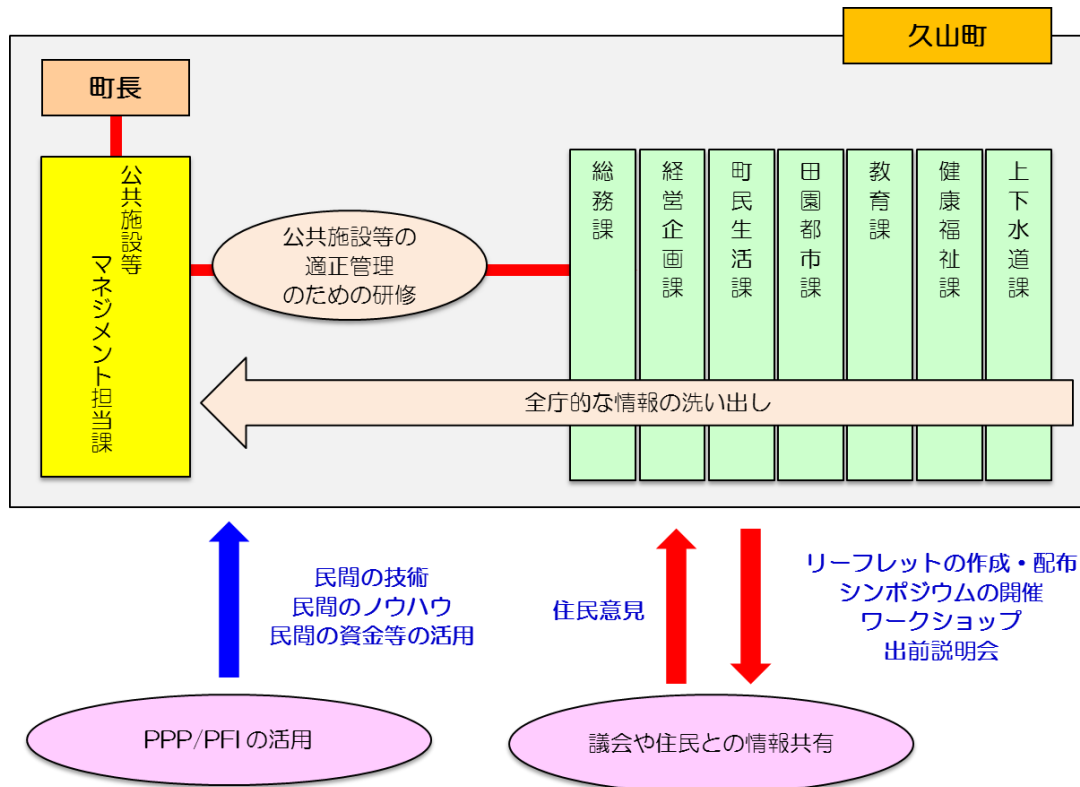 久山町
町長
公共施設等
マネジメント担当課
公共施設等の
適正管理
のための研修
総務課
経営企画課
町民生活課
田園都市課
教育課
健康福祉課
上下水道課
全庁的な情報の洗い出し
民間の技術
民間のノウハウ
民間の資金等の活用
住民意見
リーフレットの作成・配布
シンポジウムの開催
ワークショップ
出前説明会
PPP/PFIの活用
議会や住民との情報共有